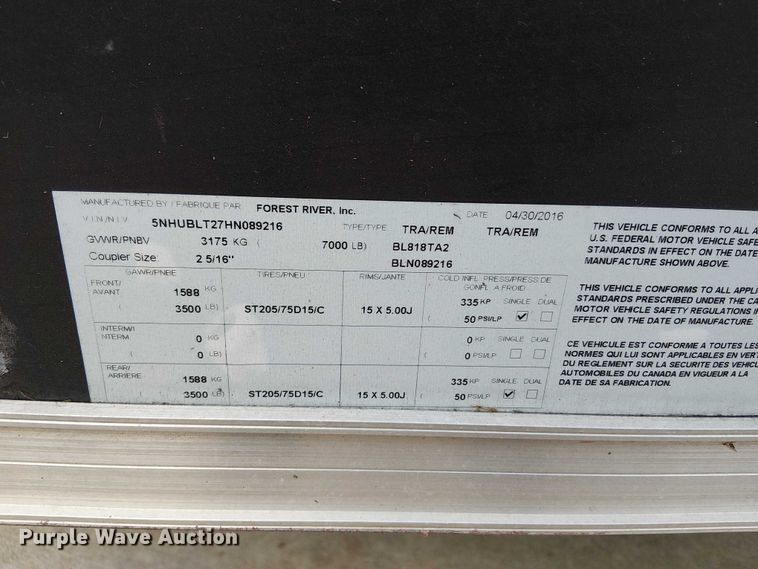 MANUFACTURED BY / FABRIQUE PAR FOREST RIVER, Inc. DATE 04/30/2016
V.I.N./N.I.V. 5NHUBLT27HN089216 TYPE/TYPE TRA/REM TRA/REM
GVWR/PNBV 3175 KG ( 7000 LB) BL818TA2
Coupler Size 2 5/16" BLN089216
GAWR/PNBE TIRES/PNEU RIMS/JANTE COLD INFL PRESS/PRESS DE GONFL A FROID
FRONT/ AVANT 1588 KG 335 KP SINGLE DUAL
( 3500 LB) ST205/75D15/C 15 X 5.00J ( 50 PSI/LP
INTERM/I NTERM 0 KG 0 KP SINGLE DUAL
( 0 LB) ( 0 PSI/LP
REAR/ ARRIERE 1588 KG 335 KP SINGLE DUAL
( 3500 LB) ST205/75D15/C 15 X 5.00J ( 50 PSI/LP
THIS VEHICLE CONFORMS TO ALL A
U.S. FEDERAL MOTOR VEHICLE SAFE
STANDARDS IN EFFECT ON THE DATE
MANUFACTURE SHOWN ABOVE.
THIS VEHICLE CONFORMS TO ALL APPL
STANDARDS PRESCRIBED UNDER THE CA
MOTOR VEHICLE SAFETY REGULATIONS IN
EFFECT ON THE DATE OF MANUFACTURE.
CE VEHICULE EST CONFORME A TOUTES LES
NORMES QUI LUI SONT APPLICABLES EN VERT
DU REGLEMENT SUR LA SECURITE DES VEHICU
AUTOMOBILES DU CANADA EN VIGUEUR A LA
DATE DE SA FABRICATION.
Purple Wave Auction